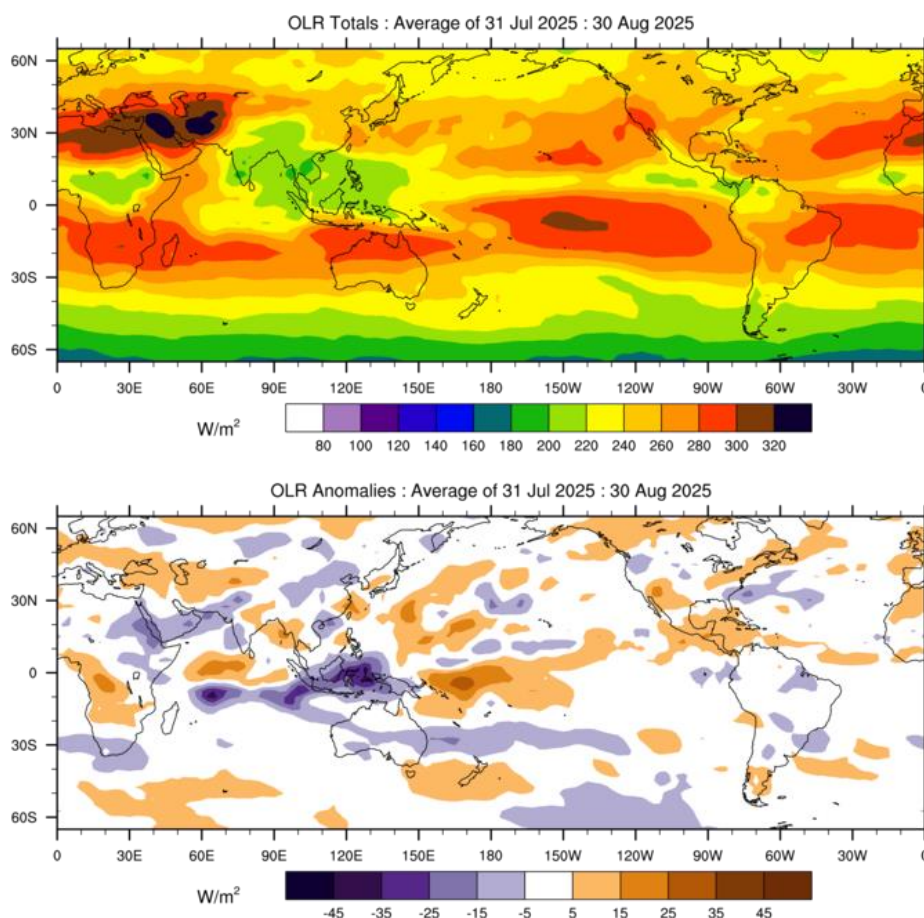 OLR Totals : Average of 31 Jul 2025 : 30 Aug 2025
60N
30N
0
30S
60S
0 30E 60E 90E 120E 150E 180 150W 120W 90W 60W 30W 0
W/m²
80 100 120 140 160 180 200 220 240 260 280 300 320
OLR Anomalies : Average of 31 Jul 2025 : 30 Aug 2025
60N
30N
0
30S
60S
0 30E 60E 90E 120E 150E 180 150W 120W 90W 60W 30W 0
W/m²
-45 -35 -25 -15 -5 5 15 25 35 45